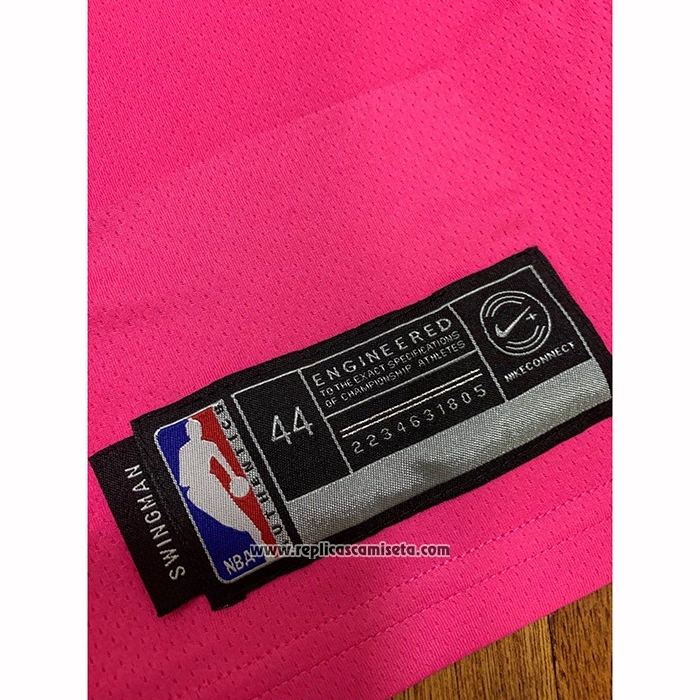 SWINGMAN
NBA
AUTHENTICS
44
ENGINEERED
TO THE EXACT SPECIFICATIONS
OF CHAMPIONSHIP ATHLETES
2234631805
NIKECONNECT
www.replicascamiseta.com